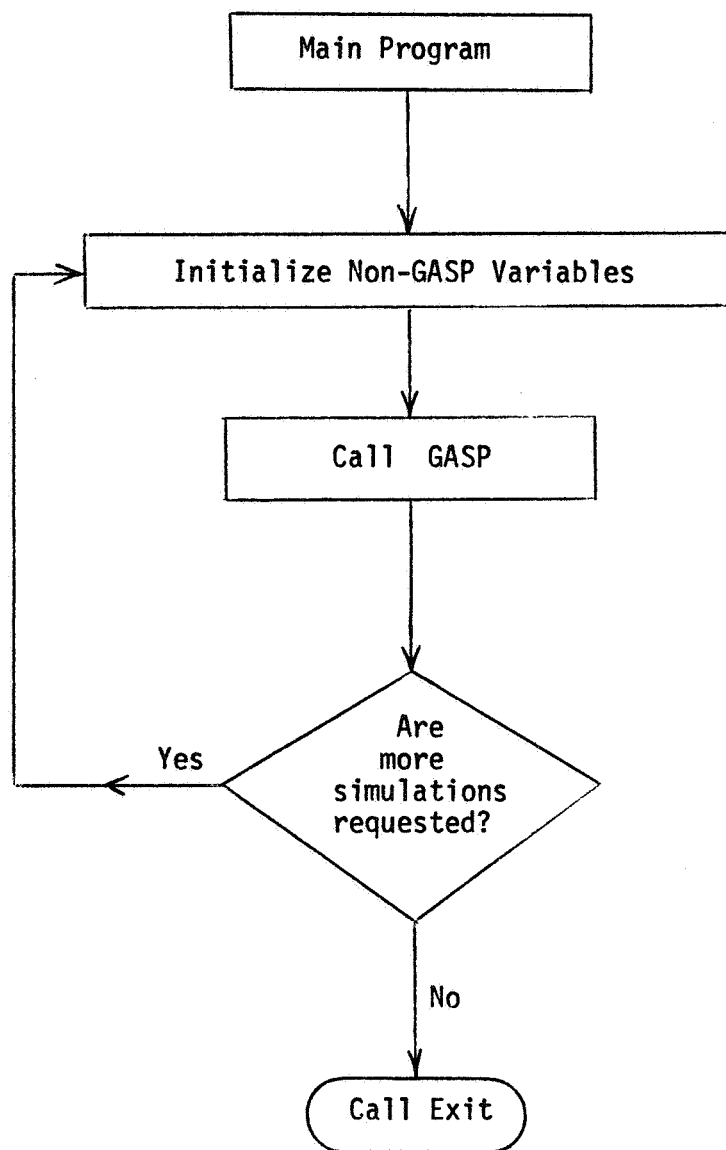 Main Program
Initialize Non-GASP Variables
Call GASP
Are
more
simulations
requested?
Yes
No
Call Exit